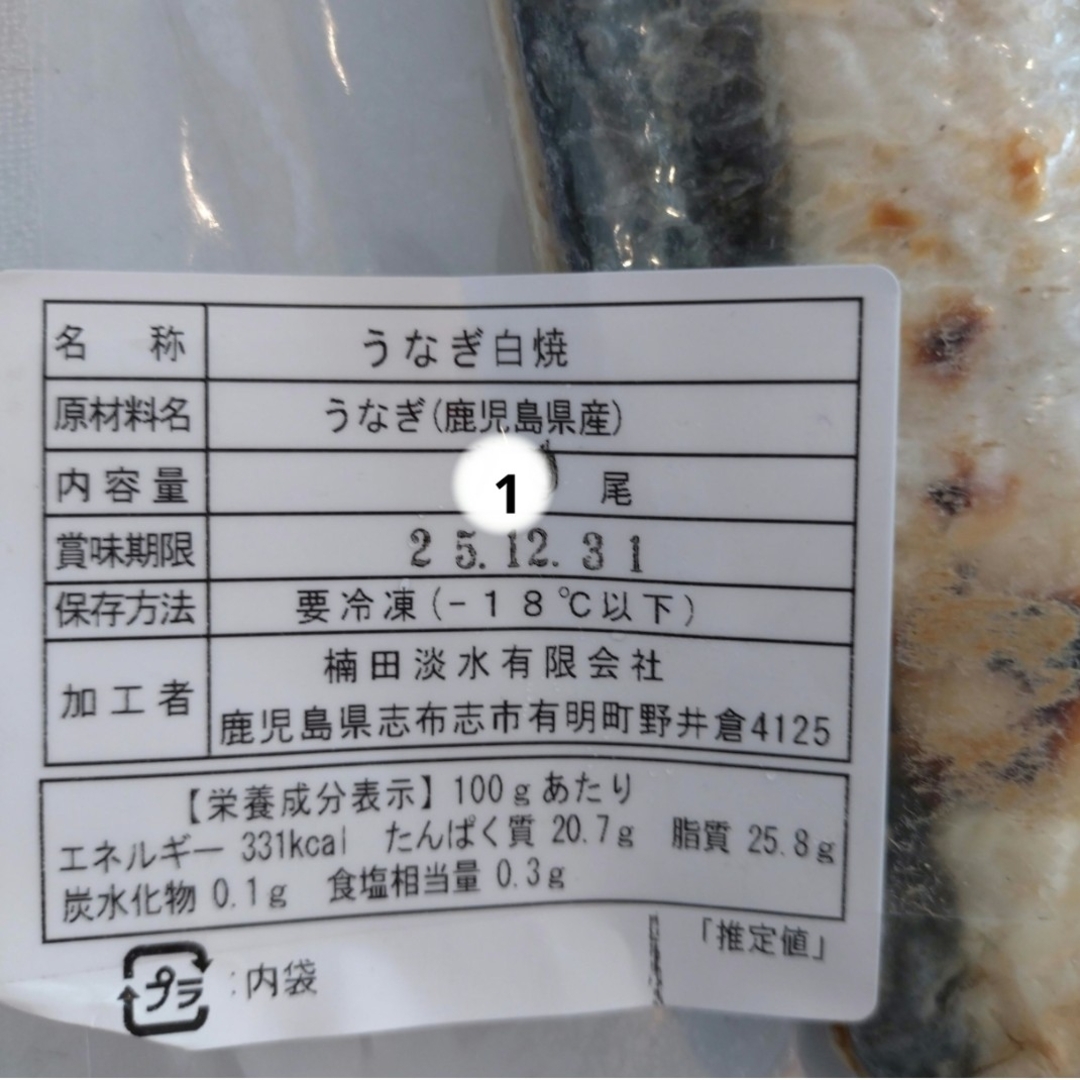 名称 うなぎ白焼
原材料名 うなぎ(鹿児島県産)
内容量 1 尾
賞味期限 25.12.31
保存方法 要冷凍(-18℃以下)
加工者 楠田淡水有限会社
鹿児島県志布志市有明町野井倉4125
【栄養成分表示】100gあたり
エネルギー 331kcal たんぱく質 20.7g 脂質 25.8g
炭水化物 0.1g 食塩相当量 0.3g
「推定値」
プラ :内袋